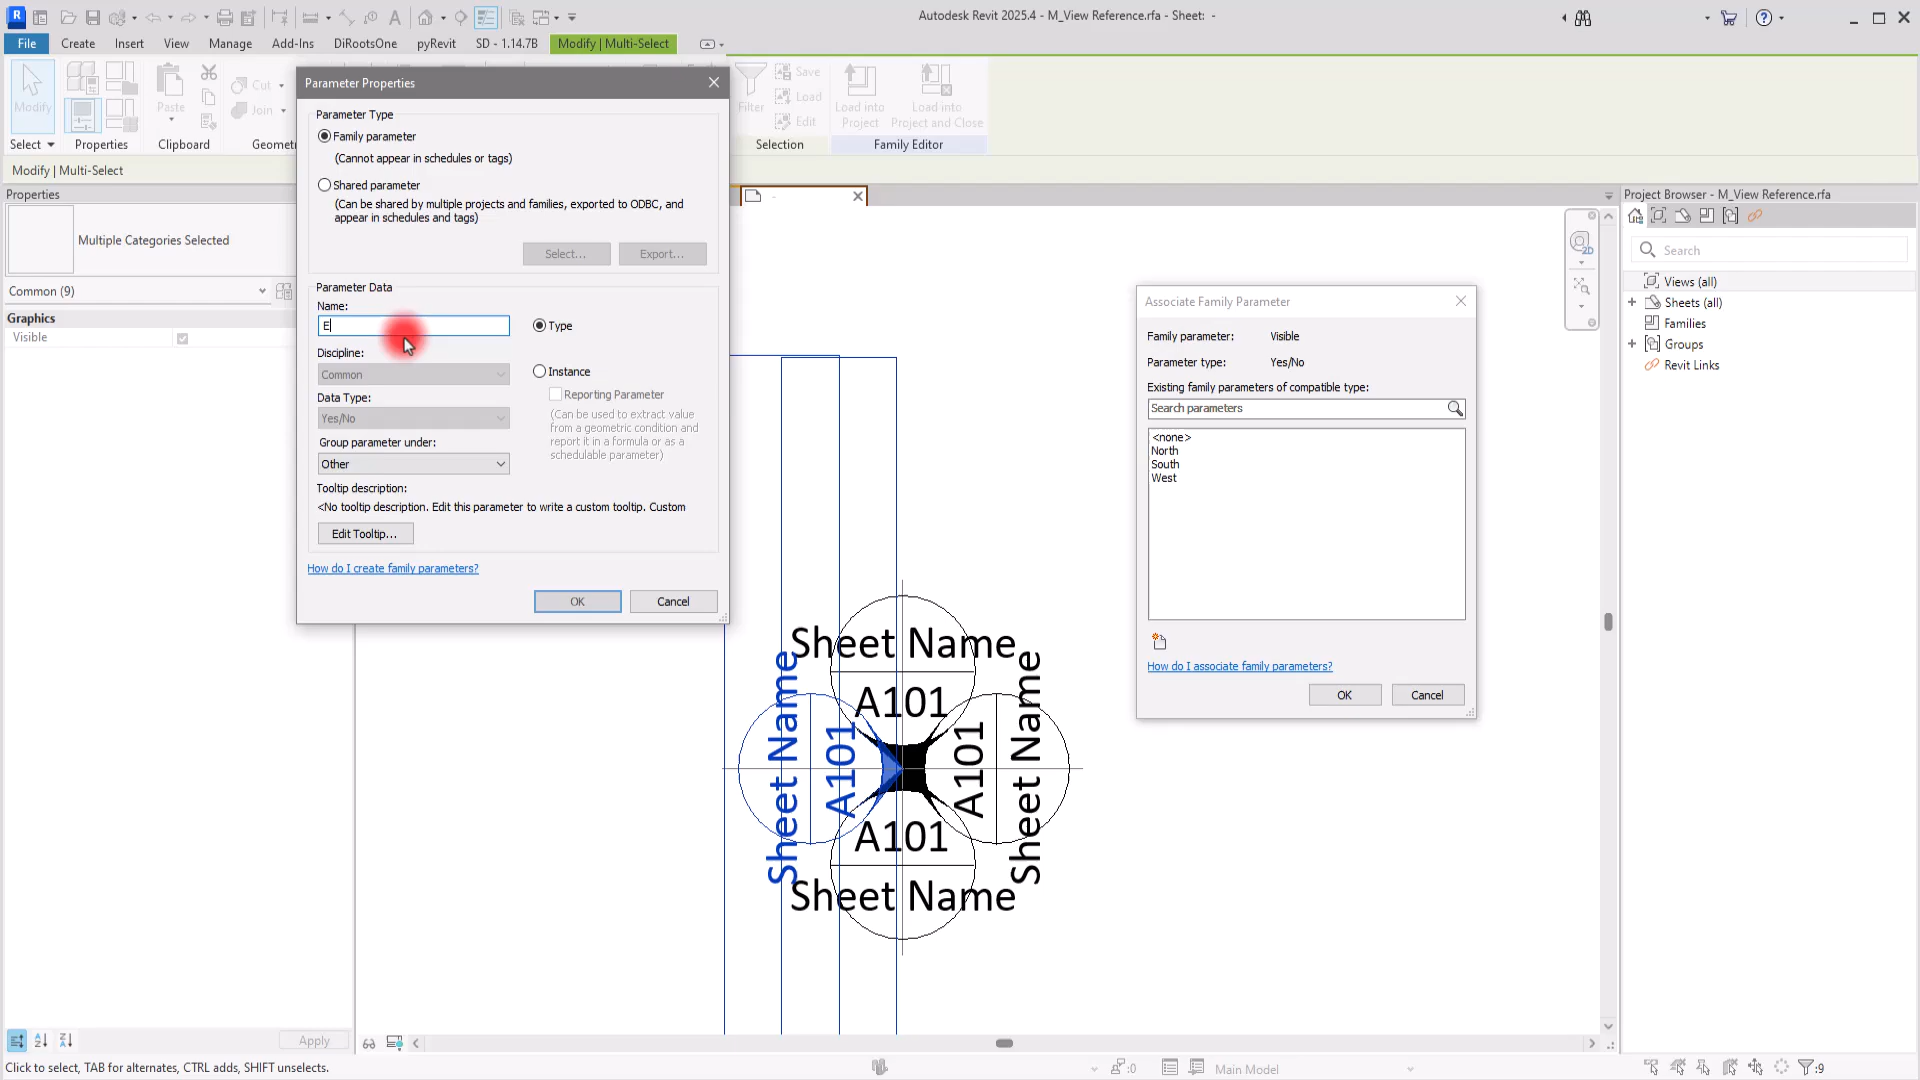 Autodesk Revit 2025.4 - M_View Reference.rfa - Sheet: -
File
Create
Insert
View
Manage
Add-Ins
DiRootsOne
pyRevit
SD - 1.14.7B
Modify | Multi-Select
Modify
Paste
Cut
Join
Filter
Save
Load
Edit
Load into
Project
Load into
Project and Close
Select
Properties
Clipboard
Geomet
Selection
Family Editor
Modify | Multi-Select
Properties
Multiple Categories Selected
Common (9)
Graphics
Visible
Apply
Parameter Properties
Parameter Type
Family parameter
(Cannot appear in schedules or tags)
Shared parameter
(Can be shared by multiple projects and families, exported to ODBC, and
appear in schedules and tags)
Select...
Export...
Parameter Data
Name:
E
Type
Discipline:
Common
Instance
Reporting Parameter
(Can be used to extract value
from a geometric condition and
report it in a formula or as a
schedulable parameter)
Data Type:
Yes/No
Group parameter under:
Other
Tooltip description:
<No tooltip description. Edit this parameter to write a custom tooltip. Custom
Edit Tooltip...
How do I create family parameters?
OK
Cancel
2D
Sheet Name
A101
Sheet Name
A101
A101
Sheet Name
A101
Sheet Name
Associate Family Parameter
Family parameter:
Visible
Parameter type:
Yes/No
Existing family parameters of compatible type:
Search parameters
<none>
North
South
West
How do I associate family parameters?
OK
Cancel
Project Browser - M_View Reference.rfa
Search
Views (all)
Sheets (all)
Families
Groups
Revit Links
Click to select, TAB for alternates, CTRL adds, SHIFT unselects.
:0
Main Model
:9